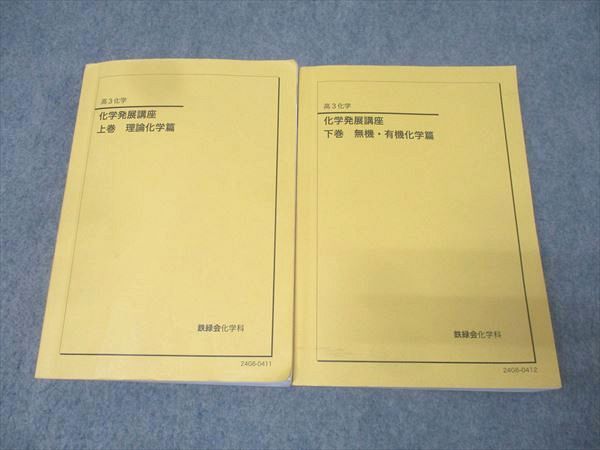 高3化学
化学発展講座
上巻 理論化学篇
鉄緑会化学科
24G6-0411
高3化学
化学発展講座
下巻 無機・有機化学篇
鉄緑会化学科
24G6-0412